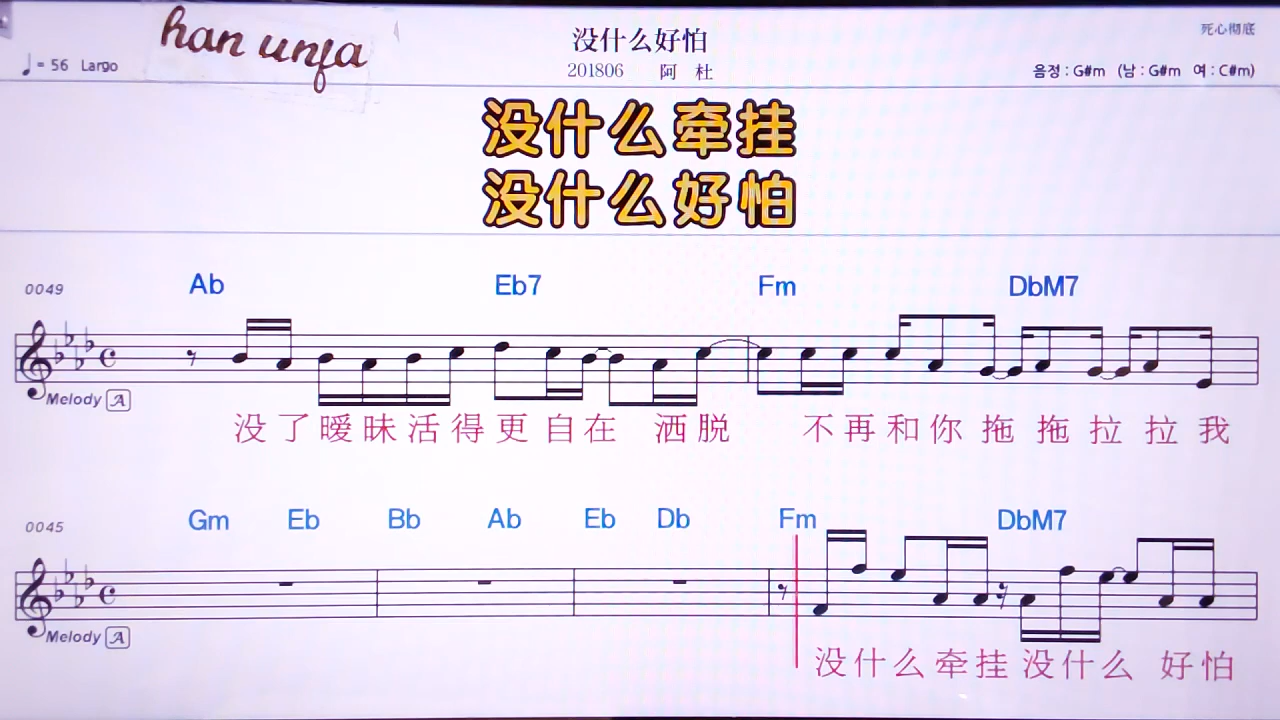 han unfa
没什么好怕
死心彻底
♩= 56 Largo
201806 阿 杜
음정 : G#m (남 : G#m 여 : C#m)
没什么牵挂
没什么好怕
0049
Ab Eb7 Fm DbM7
Melody A
没了暧昧活得更自在 洒脱 不再和你拖拖拉拉我
0045
Gm Eb Bb Ab Eb Db Fm DbM7
Melody A
没什么牵挂没什么 好怕